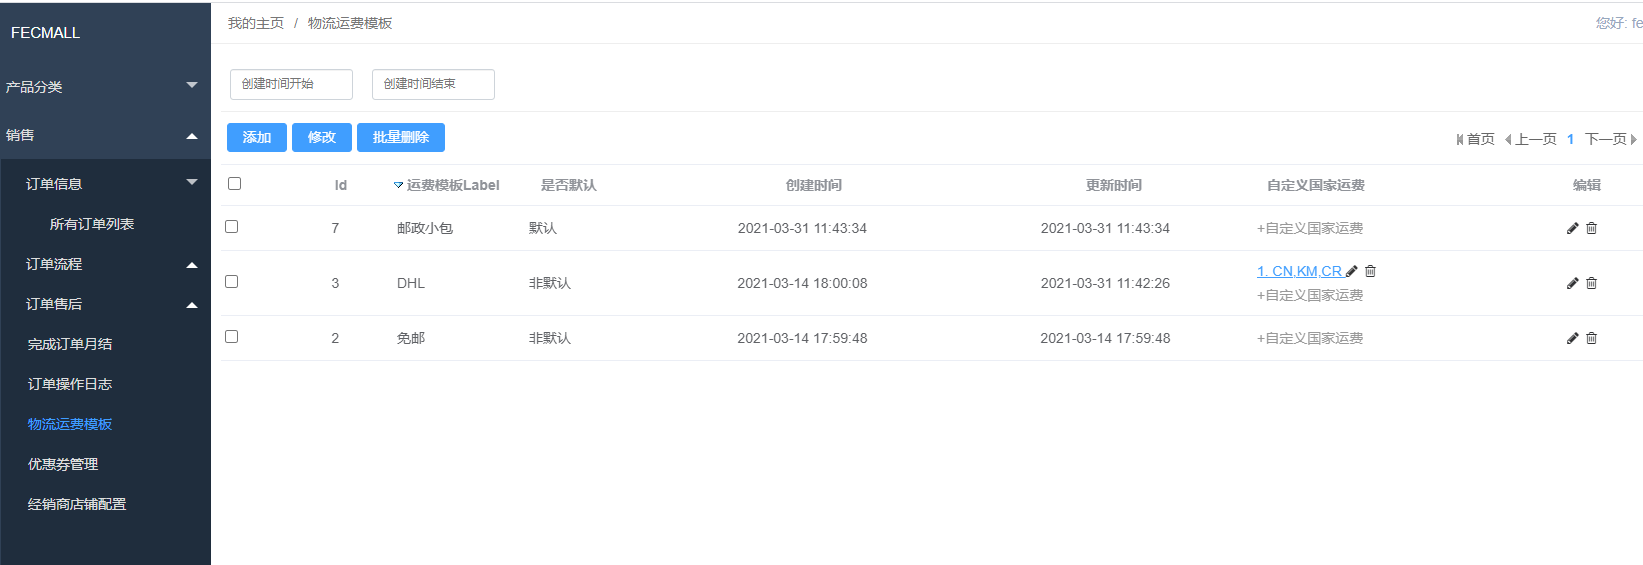 FECMALL
产品分类
销售
订单信息
所有订单列表
订单流程
订单售后
完成订单月结
订单操作日志
物流运费模板
优惠券管理
经销商店铺配置
我的主页 / 物流运费模板
您好: fe
创建时间开始 创建时间结束
添加 修改 批量删除
首页 上一页 1 下一页
Id 运费模板Label 是否默认 创建时间 更新时间 自定义国家运费 编辑
7 邮政小包 默认 2021-03-31 11:43:34 2021-03-31 11:43:34 +自定义国家运费
3 DHL 非默认 2021-03-14 18:00:08 2021-03-31 11:42:26 1. CN,KM,CR
+自定义国家运费
2 免邮 非默认 2021-03-14 17:59:48 2021-03-14 17:59:48 +自定义国家运费